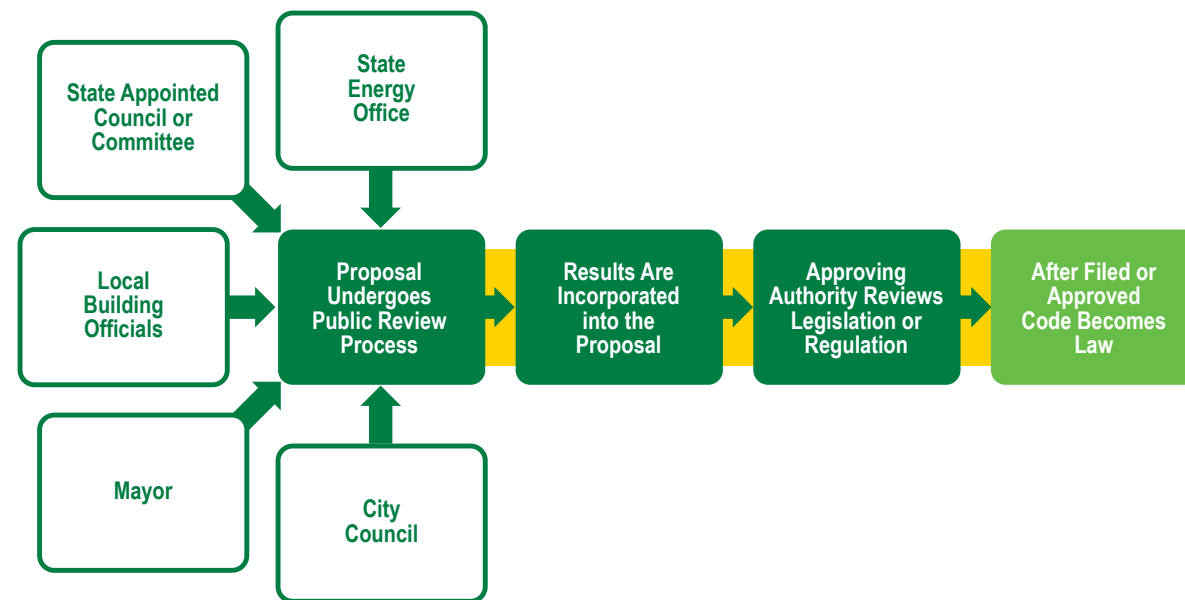 State Appointed
Council or
Committee
State
Energy
Office
Local
Building
Officials
Mayor
City
Council
Proposal
Undergoes
Public Review
Process
Results Are
Incorporated
into the
Proposal
Approving
Authority Reviews
Legislation or
Regulation
After Filed or
Approved
Code Becomes
Law